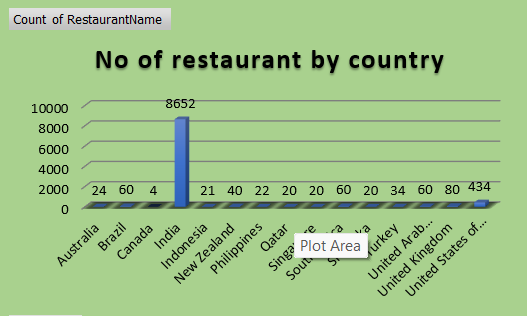 Count of RestaurantName
No of restaurant by country
10000
8000
6000
4000
2000
0
24 60 4 8652 21 40 22 20 20 60 20 34 60 80 434
Australia
Brazil
Canada
India
Indonesia
New Zealand
Philippines
Qatar
Turkey
United Arab...
United Kingdom
United States of...
Plot Area